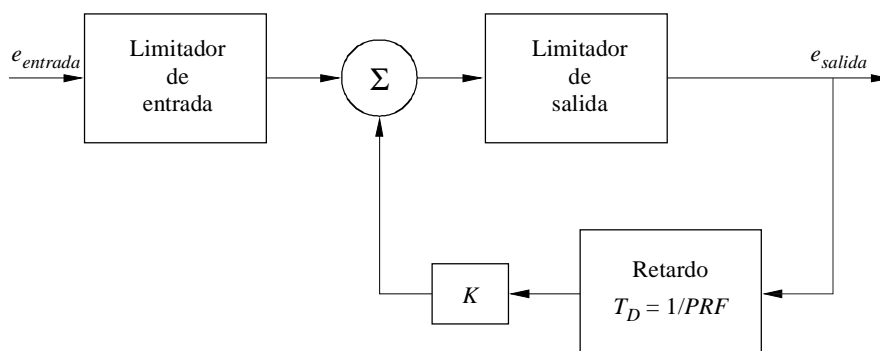 e_entrada
Limitador
de
entrada
Σ
Limitador
de
salida
e_salida
K
Retardo
T_D = 1/PRF